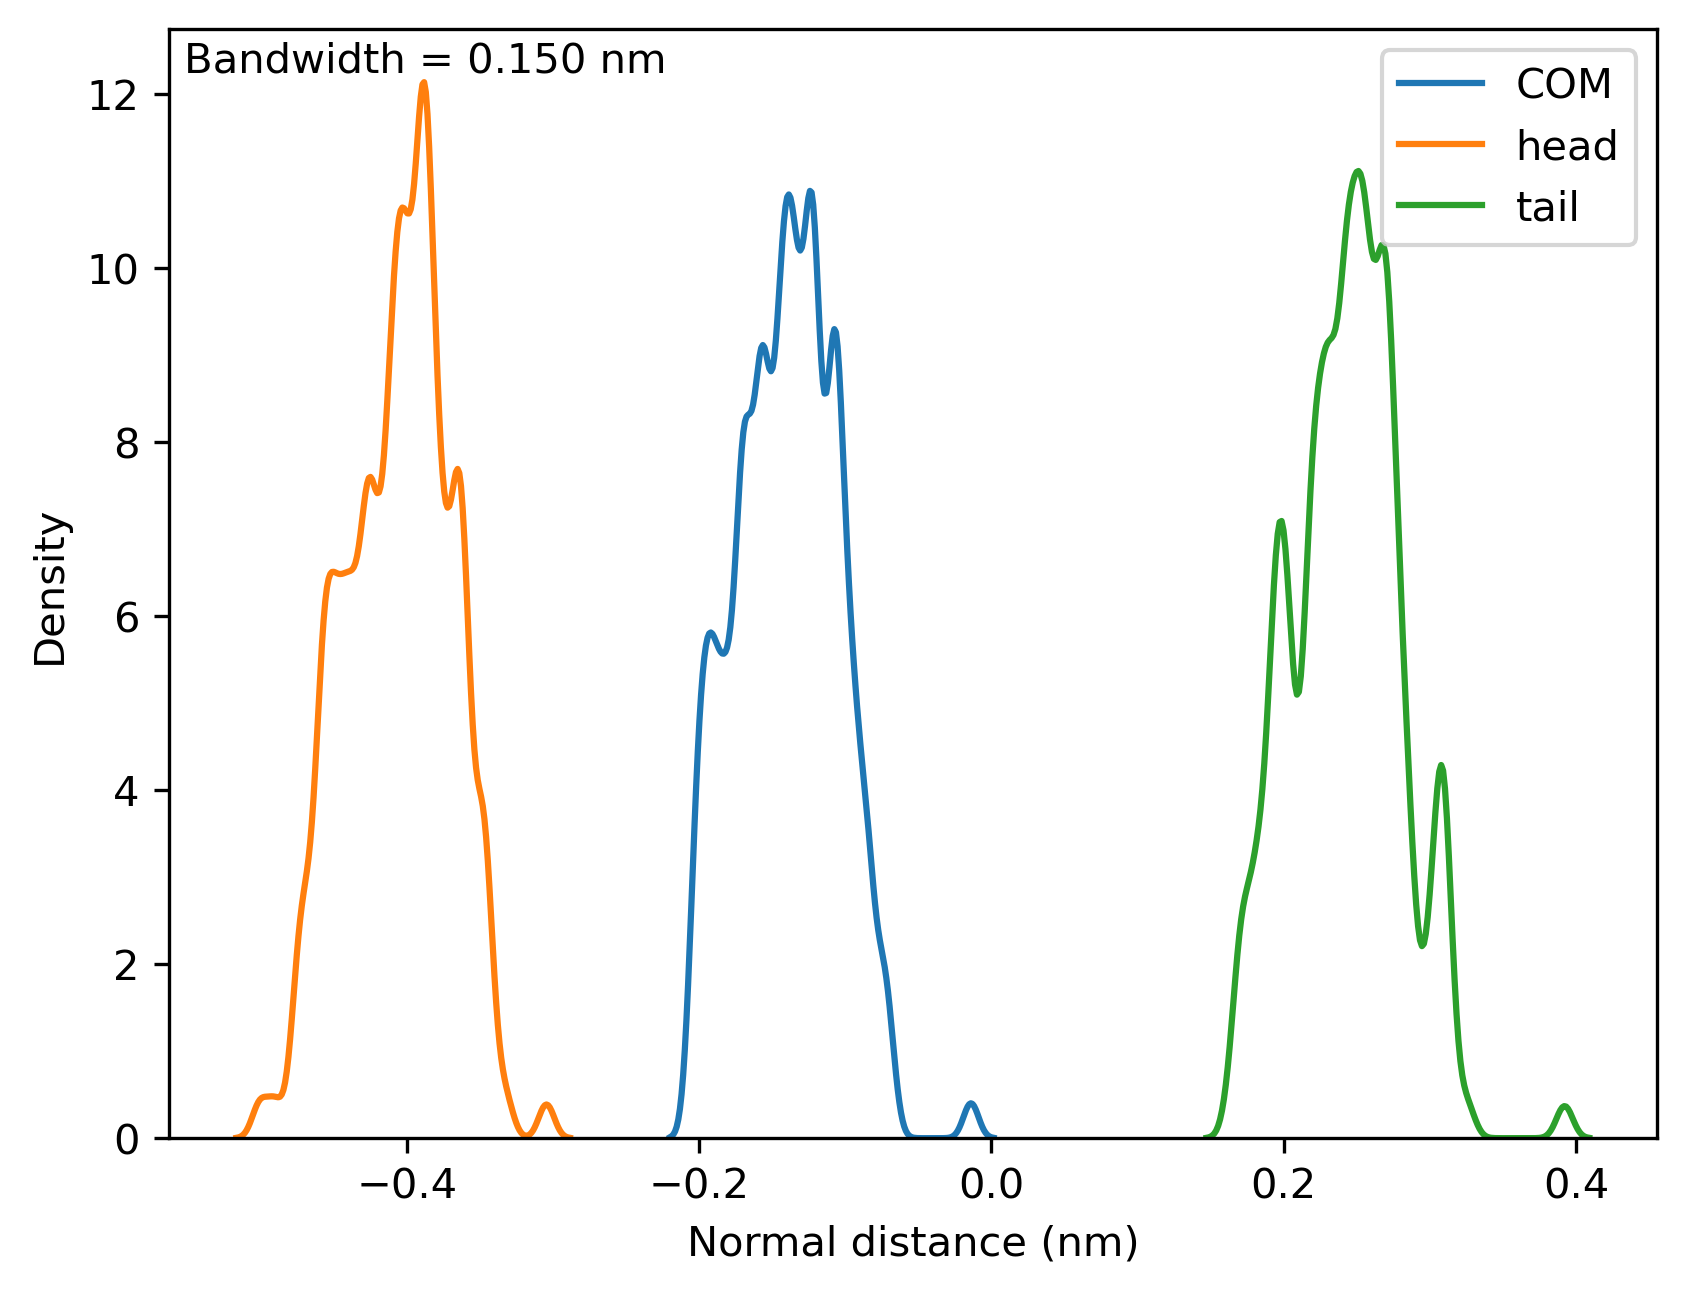 Bandwidth = 0.150 nm
COM
head
tail
12
10
8
6
4
2
0
Density
−0.4
−0.2
0.0
0.2
0.4
Normal distance (nm)